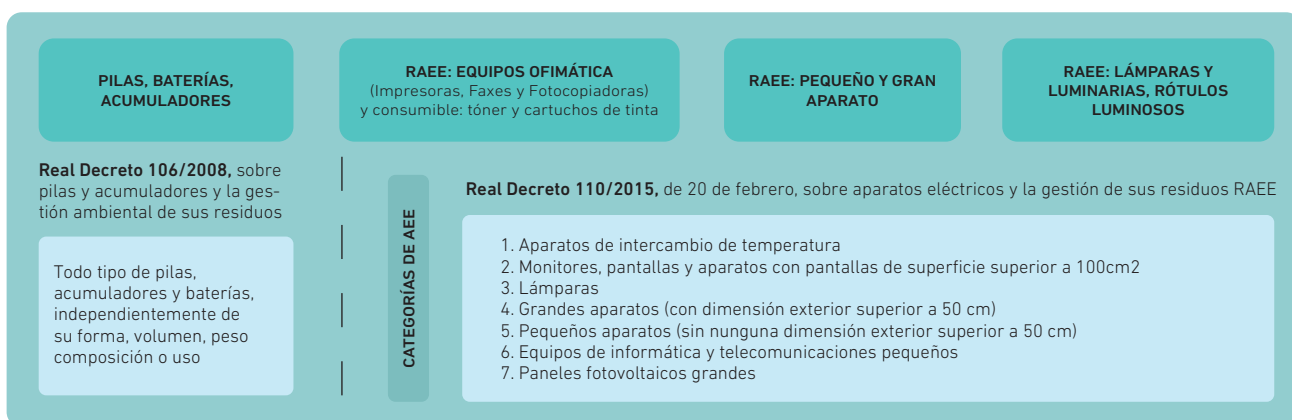 PILAS, BATERÍAS,
ACUMULADORES
RAEE: EQUIPOS OFIMÁTICA
(Impresoras, Faxes y Fotocopiadoras)
y consumible: tóner y cartuchos de tinta
RAEE: PEQUEÑO Y GRAN
APARATO
RAEE: LÁMPARAS Y
LUMINARIAS, RÓTULOS
LUMINOSOS
Real Decreto 106/2008, sobre
pilas y acumuladores y la ges-
tión ambiental de sus residuos
Todo tipo de pilas,
acumuladores y baterías,
independientemente de
su forma, volumen, peso
composición o uso
CATEGORÍAS DE AEE
Real Decreto 110/2015, de 20 de febrero, sobre aparatos eléctricos y la gestión de sus residuos RAEE
1. Aparatos de intercambio de temperatura
2. Monitores, pantallas y aparatos con pantallas de superficie superior a 100cm2
3. Lámparas
4. Grandes aparatos (con dimensión exterior superior a 50 cm)
5. Pequeños aparatos (sin nunguna dimensión exterior superior a 50 cm)
6. Equipos de informática y telecomunicaciones pequeños
7. Paneles fotovoltaicos grandes